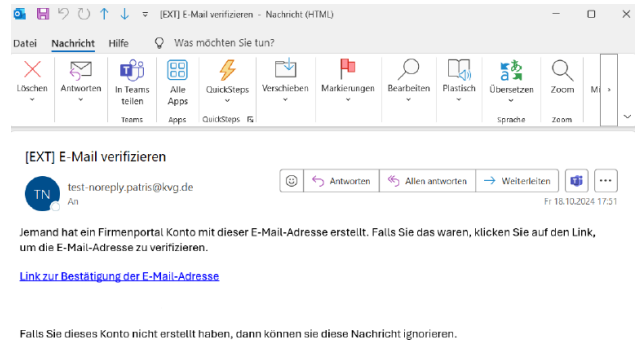 [EXT] E-Mail verifizieren - Nachricht (HTML)
Datei Nachricht Hilfe Was möchten Sie tun?
Löschen Antworten In Teams teilen Alle Apps QuickSteps Verschieben Markierungen Bearbeiten Plastisch Übersetzen Zoom Mi
Teams Apps QuickSteps Sprache Zoom
[EXT] E-Mail verifizieren
TN
test-noreply.patris@kvg.de
An
Antworten Allen antworten Weiterleiten
Fr 18.10.2024 17:51
Jemand hat ein Firmenportal Konto mit dieser E-Mail-Adresse erstellt. Falls Sie das waren, klicken Sie auf den Link,
um die E-Mail-Adresse zu verifizieren.
Link zur Bestätigung der E-Mail-Adresse
Falls Sie dieses Konto nicht erstellt haben, dann können sie diese Nachricht ignorieren.